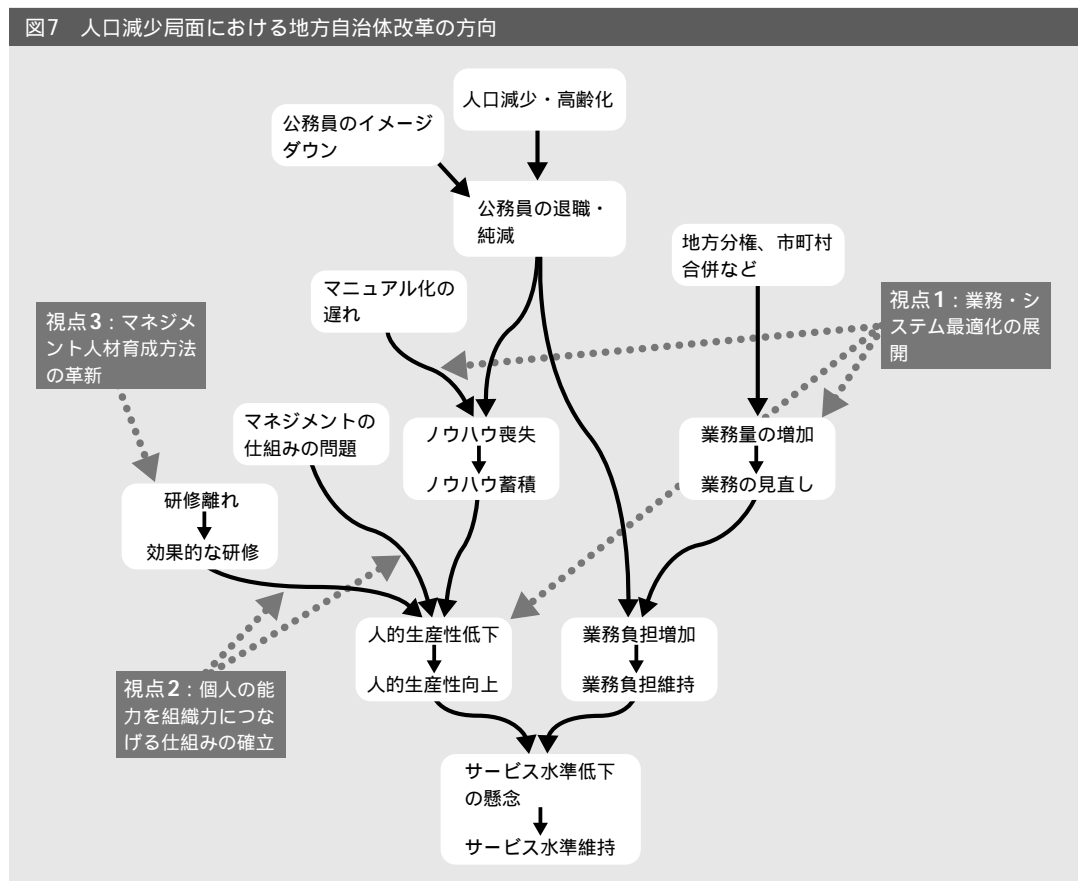 図7　人口減少局面における地方自治体改革の方向
人口減少・高齢化
公務員のイメージ
ダウン
公務員の退職・
純減
地方分権、市町村
合併など
マニュアル化の
遅れ
視点1：業務・シ
ステム最適化の展
開
視点3：マネジメ
ント人材育成方法
の革新
マネジメントの
仕組みの問題
ノウハウ喪失
ノウハウ蓄積
業務量の増加
業務の見直し
研修離れ
効果的な研修
人的生産性低下
人的生産性向上
業務負担増加
業務負担維持
視点2：個人の能
力を組織力につな
げる仕組みの確立
サービス水準低下
の懸念
サービス水準維持